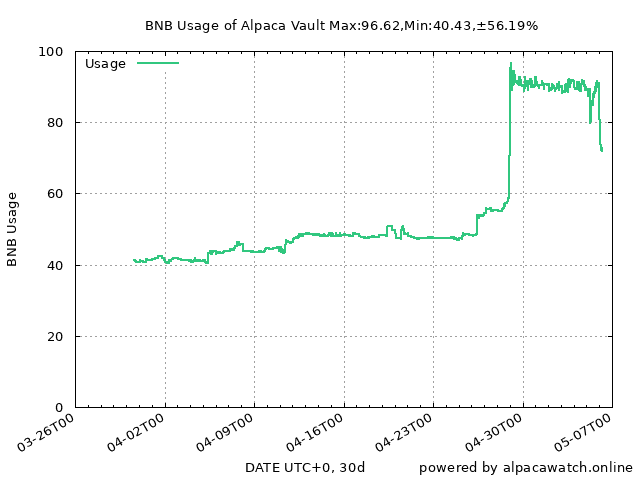 BNB Usage of Alpaca Vault Max:96.62,Min:40.43,±56.19%
100
Usage
80
60
BNB Usage
40
20
0
03-26T00
04-02T00
04-09T00
04-16T00
04-23T00
04-30T00
05-07T00
DATE UTC+0, 30d
powered by alpacawatch.online